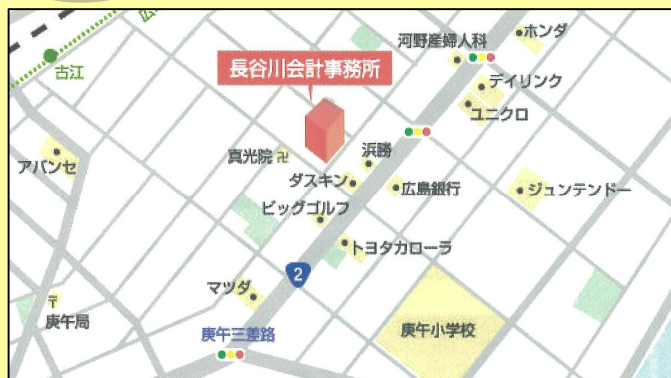 ホンダ
河野産婦人科
長谷川会計事務所
古江
デイリンク
ユニクロ
真光院
浜勝
アバンセ
ダスキン
広島銀行
ジュンテンドー
ビッグゴルフ
トヨタカローラ
2
マツダ
〒
庚午局
庚午三差路
庚午小学校